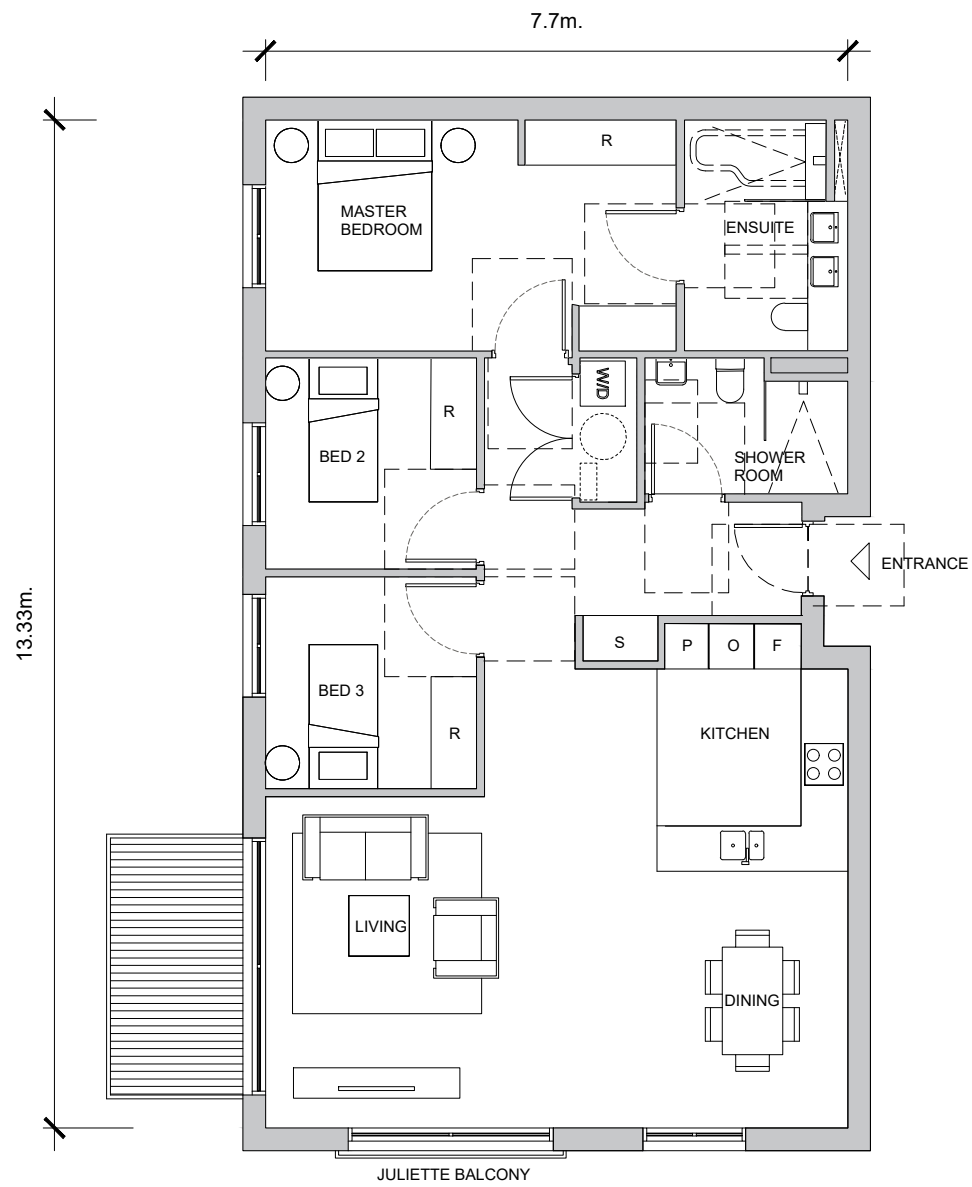 7.7m.
R
MASTER
BEDROOM
ENSUITE
W/D
R
BED 2
SHOWER
ROOM
ENTRANCE
13.33m.
S
P
O
F
BED 3
R
KITCHEN
LIVING
DINING
JULIETTE BALCONY